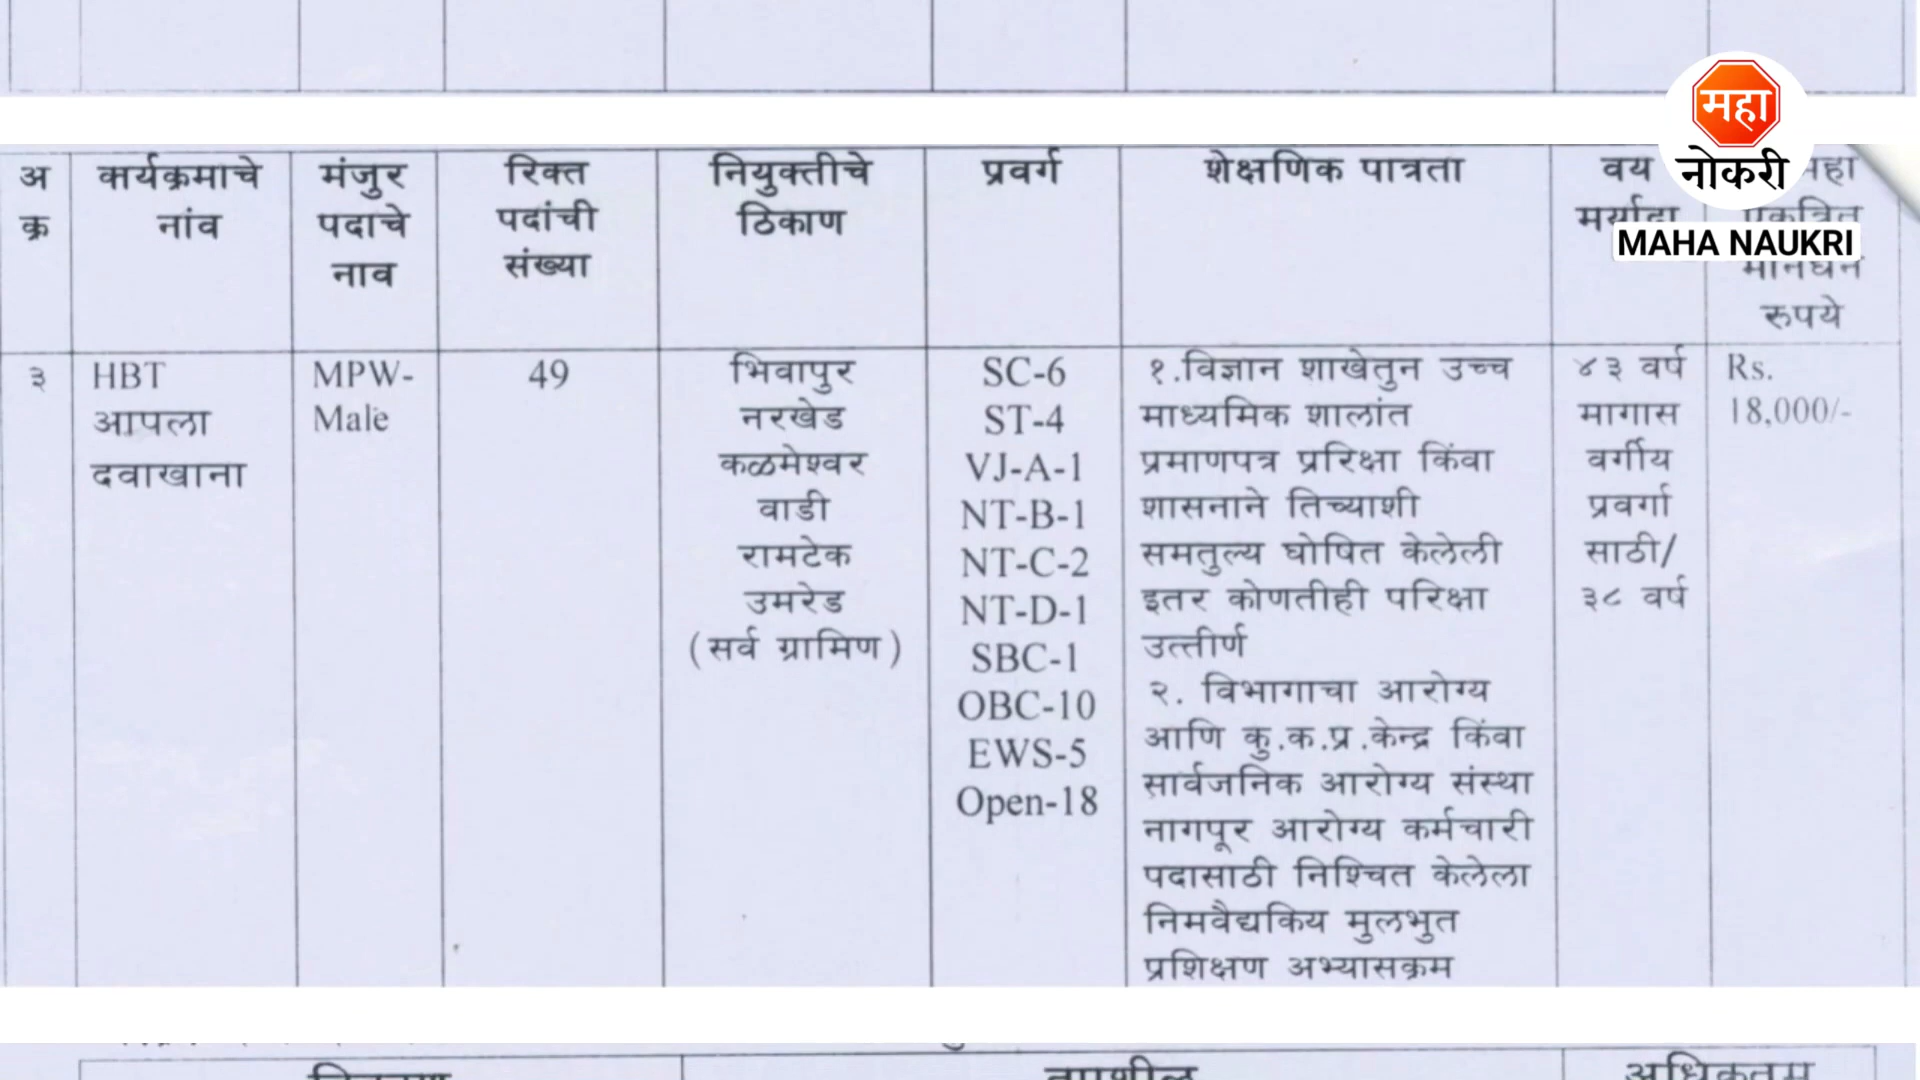 महा
नोकरी
MAHA NAUKRI
अ क्र
कार्यक्रमाचे नांव
मंजुर पदाचे नाव
रिक्त पदांची संख्या
नियुक्तीचे ठिकाण
प्रवर्ग
शेक्षणिक पात्रता
वय मर्यादा
रुपये
३
HBT
आपला
दवाखाना
MPW-
Male
49
भिवापुर
नरखेड
कळमेश्वर
वाडी
रामटेक
उमरेड
(सर्व ग्रामिण)
SC-6
ST-4
VJ-A-1
NT-B-1
NT-C-2
NT-D-1
SBC-1
OBC-10
EWS-5
Open-18
१.विज्ञान शाखेतुन उच्च
माध्यमिक शालांत
प्रमाणपत्र प्ररिक्षा किंवा
शासनाने तिच्याशी
समतुल्य घोषित केलेली
इतर कोणतीही परिक्षा
उत्तीर्ण
२. विभागाचा आरोग्य
आणि कु.क.प्र.केन्द्र किंवा
सार्वजनिक आरोग्य संस्था
नागपूर आरोग्य कर्मचारी
पदासाठी निश्चित केलेला
निमवैद्यकिय मुलभुत
प्रशिक्षण अभ्यासक्रम
४३ वर्ष
मागास
वर्गीय
प्रवर्गा
साठी/
३८ वर्ष
Rs.
18,000/-